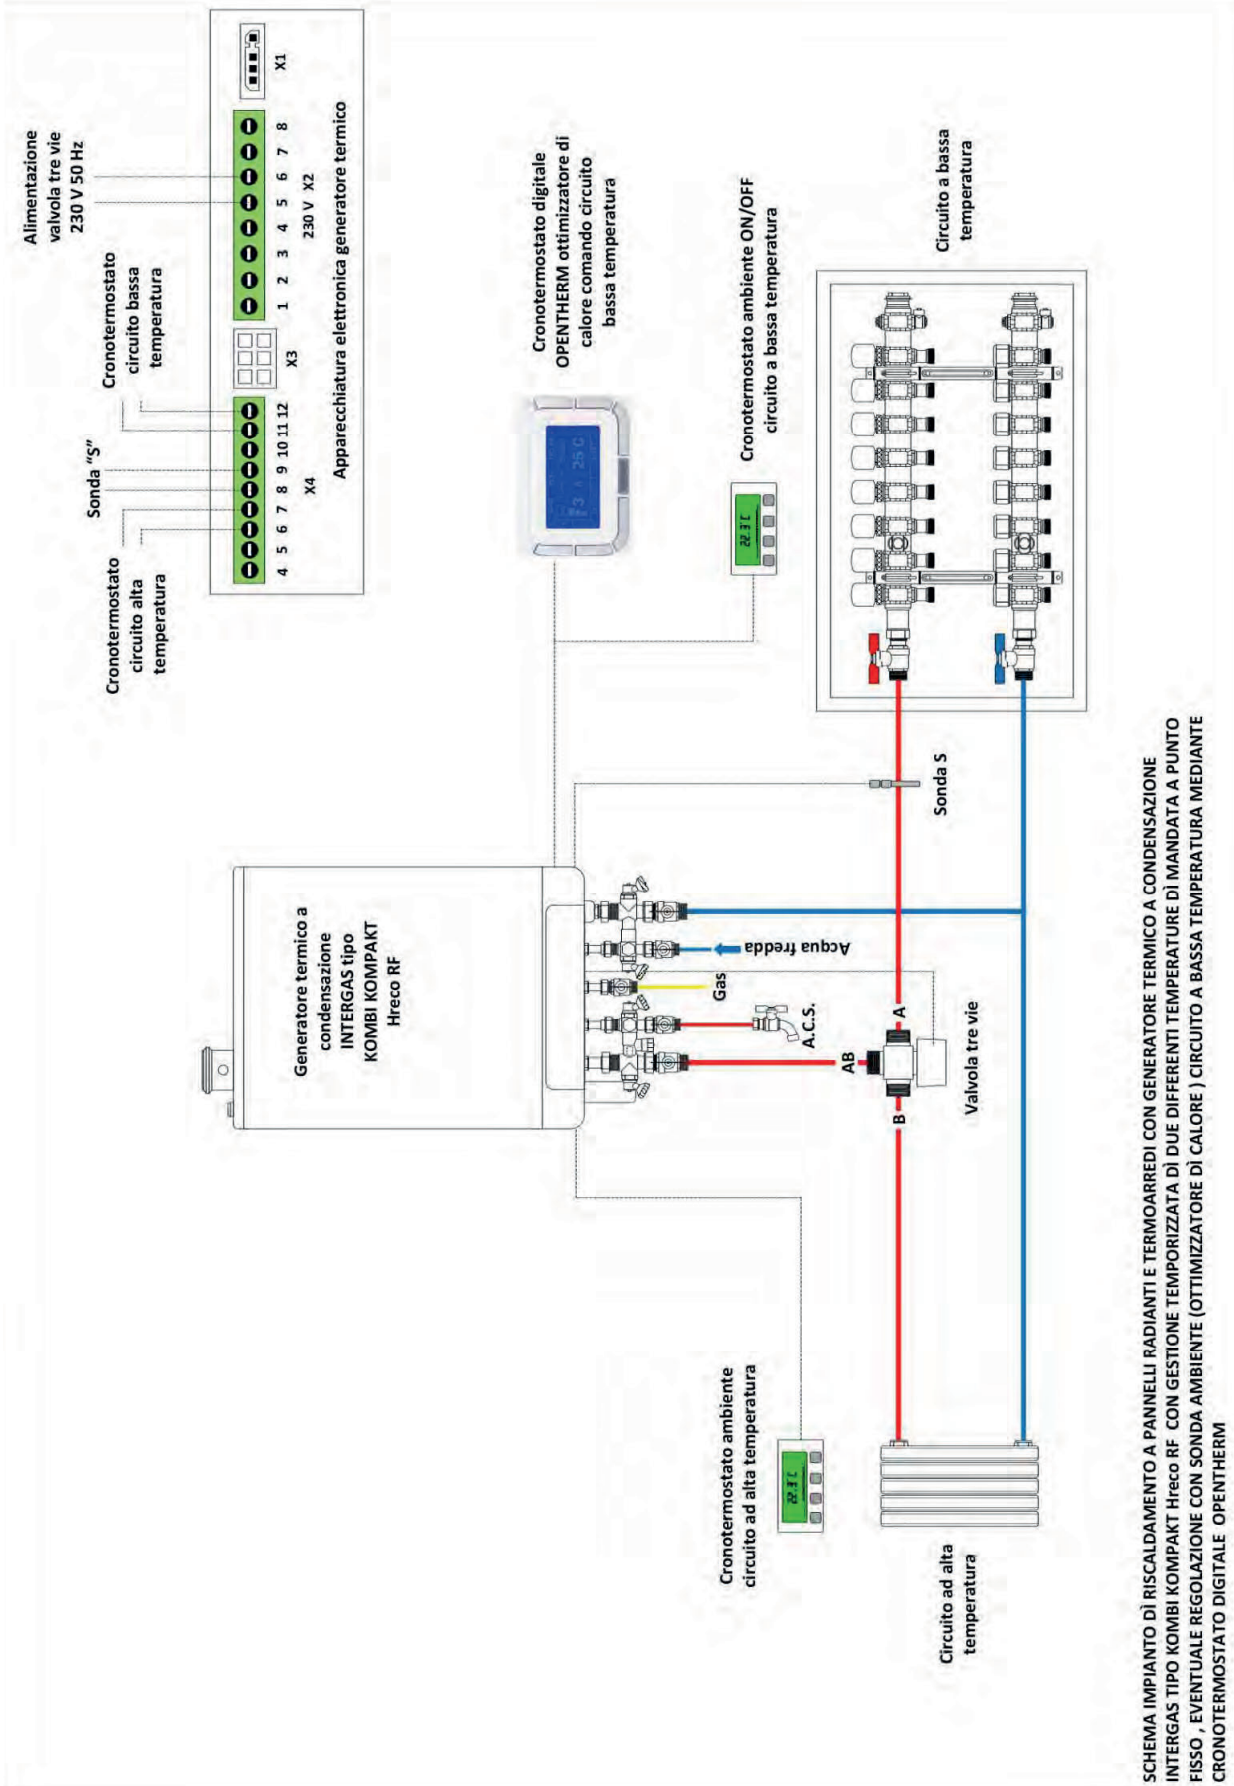 Alimentazione
valvola tre vie
230 V 50 Hz
Cronotermostato
circuito bassa
temperatura
Sonda “S”
Cronotermostato
circuito alta
temperatura
4 5 6 7 8 9 10 11 12
X4
X3
1 2 3 4 5 6 7 8
230 V X2
X1
Apparecchiatura elettronica generatore termico
Generatore termico a
condensazione
INTERGAS tipo
KOMBI KOMPAKT
Hreco RF
Cronotermostato digitale
OPENTHERM ottimizzatore di
calore comando circuito
bassa temperatura
Cronotermostato ambiente ON/OFF
circuito a bassa temperatura
Circuito a bassa
temperatura
Cronotermostato ambiente
circuito ad alta temperatura
A.C.S.
Gas
Acqua fredda
AB
B
A
Valvola tre vie
Sonda S
Circuito ad alta
temperatura
SCHEMA IMPIANTO DÌ RISCALDAMENTO A PANNELLI RADIANTI E TERMOARREDI CON GENERATORE TERMICO A CONDENSAZIONE
INTERGAS TIPO KOMBI KOMPAKT Hreco RF CON GESTIONE TEMPORIZZATA DÌ DUE DIFFERENTI TEMPERATURE DÌ MANDATA A PUNTO
FISSO , EVENTUALE REGOLAZIONE CON SONDA AMBIENTE (OTTIMIZZATORE DÌ CALORE ) CIRCUITO A BASSA TEMPERATURA MEDIANTE
CRONOTERMOSTATO DIGITALE OPENTHERM